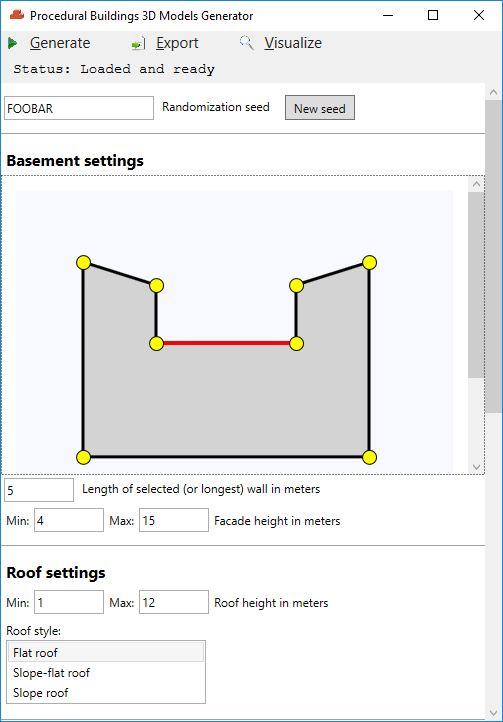 Procedural Buildings 3D Models Generator
Generate Export Visualize
Status: Loaded and ready
FOOBAR Randomization seed New seed
Basement settings
5 Length of selected (or longest) wall in meters
Min: 4 Max: 15 Facade height in meters
Roof settings
Min: 1 Max: 12 Roof height in meters
Roof style:
Flat roof
Slope-flat roof
Slope roof